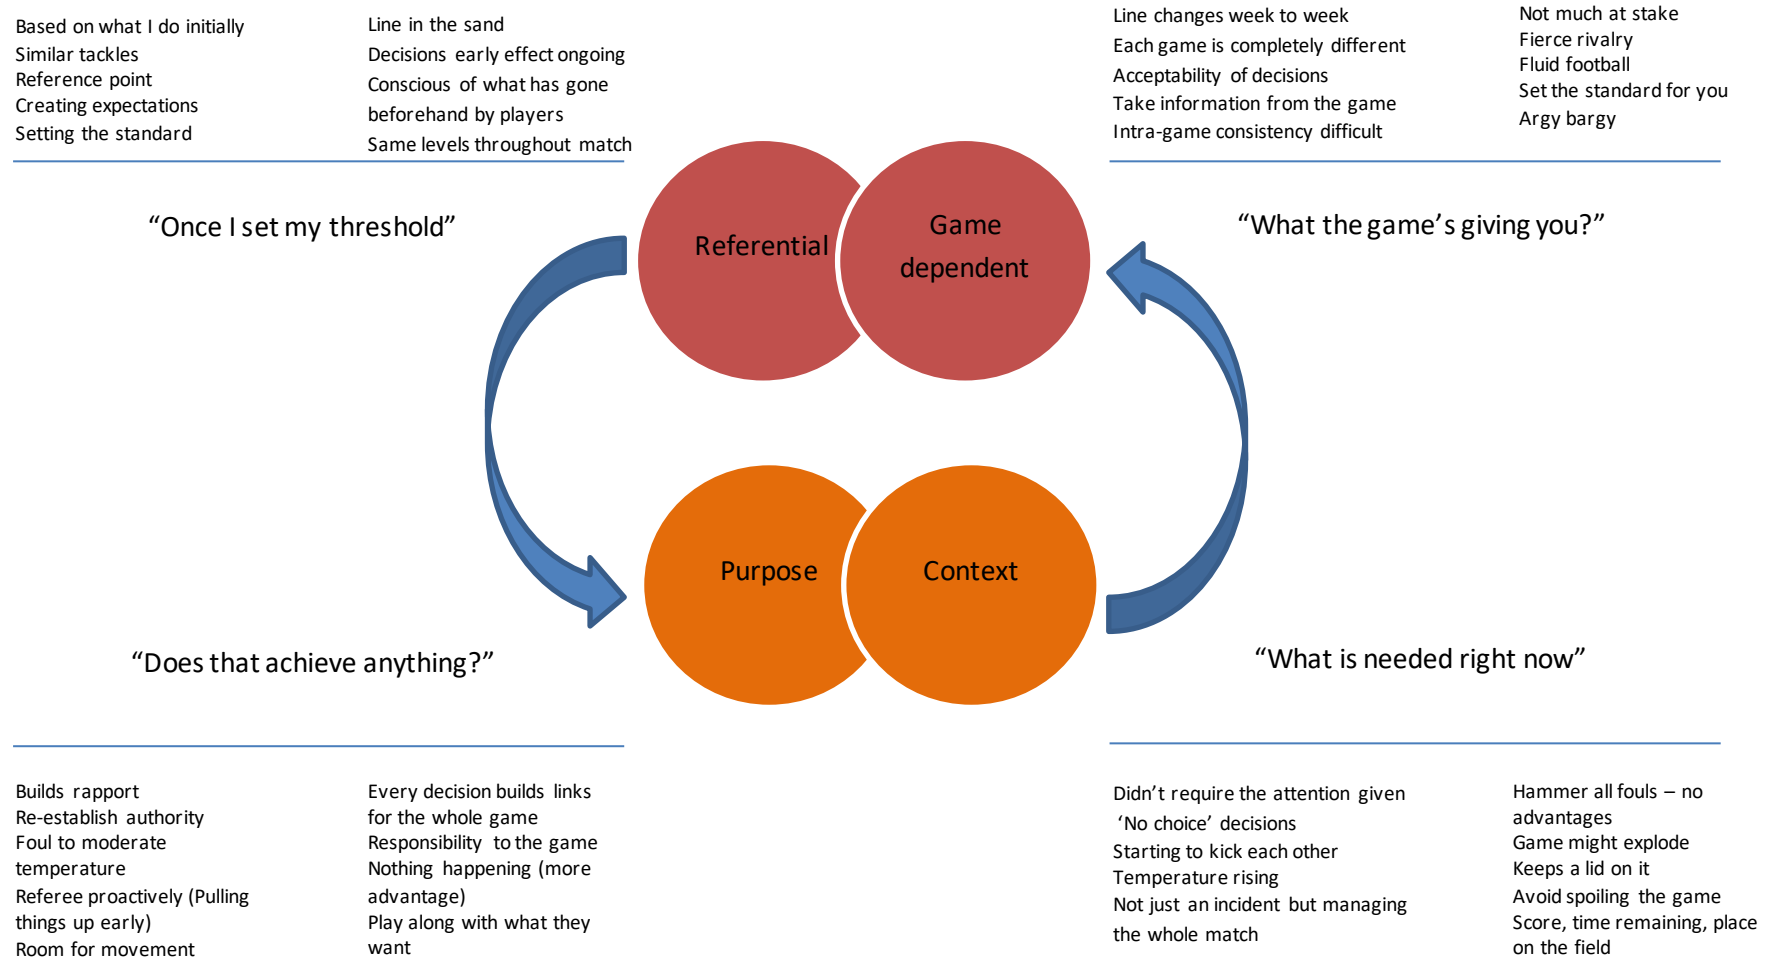 Based on what I do initially
Similar tackles
Reference point
Creating expectations
Setting the standard
Line in the sand
Decisions early effect ongoing
Conscious of what has gone
beforehand by players
Same levels throughout match
Line changes week to week
Each game is completely different
Acceptability of decisions
Take information from the game
Intra-game consistency difficult
Not much at stake
Fierce rivalry
Fluid football
Set the standard for you
Argy bargy
“Once I set my threshold”
Referential
Game
dependent
“What the game’s giving you?”
“Does that achieve anything?”
Purpose
Context
“What is needed right now”
Builds rapport
Re-establish authority
Foul to moderate
temperature
Referee proactively (Pulling
things up early)
Room for movement
Every decision builds links
for the whole game
Responsibility to the game
Nothing happening (more
advantage)
Play along with what they
want
Didn’t require the attention given
‘No choice’ decisions
Starting to kick each other
Temperature rising
Not just an incident but managing
the whole match
Hammer all fouls – no
advantages
Game might explode
Keeps a lid on it
Avoid spoiling the game
Score, time remaining, place
on the field